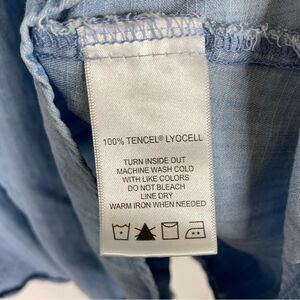 100% TENCEL® LYOCELL
TURN INSIDE OUT
MACHINE WASH COLD
WITH LIKE COLORS
DO NOT BLEACH
LINE DRY
WARM IRON WHEN NEEDED